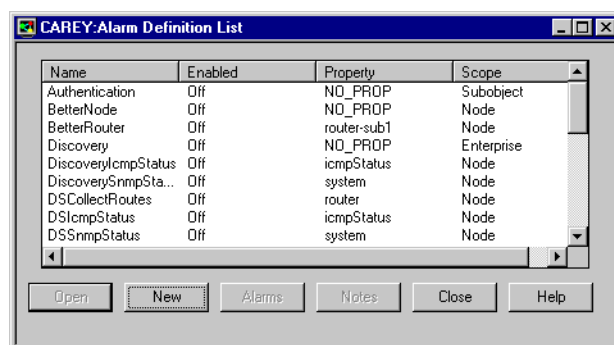 CAREY:Alarm Definition List
Name Enabled Property Scope
Authentication Off NO_PROP Subobject
BetterNode Off NO_PROP Node
BetterRouter Off router-sub1 Node
Discovery Off NO_PROP Enterprise
DiscoveryIcmpStatus Off icmpStatus Node
DiscoverySnmpSta... Off system Node
DSCollectRoutes Off router Node
DSIcmpStatus Off icmpStatus Node
DSSnmpStatus Off system Node
Open New Alarms Notes Close Help